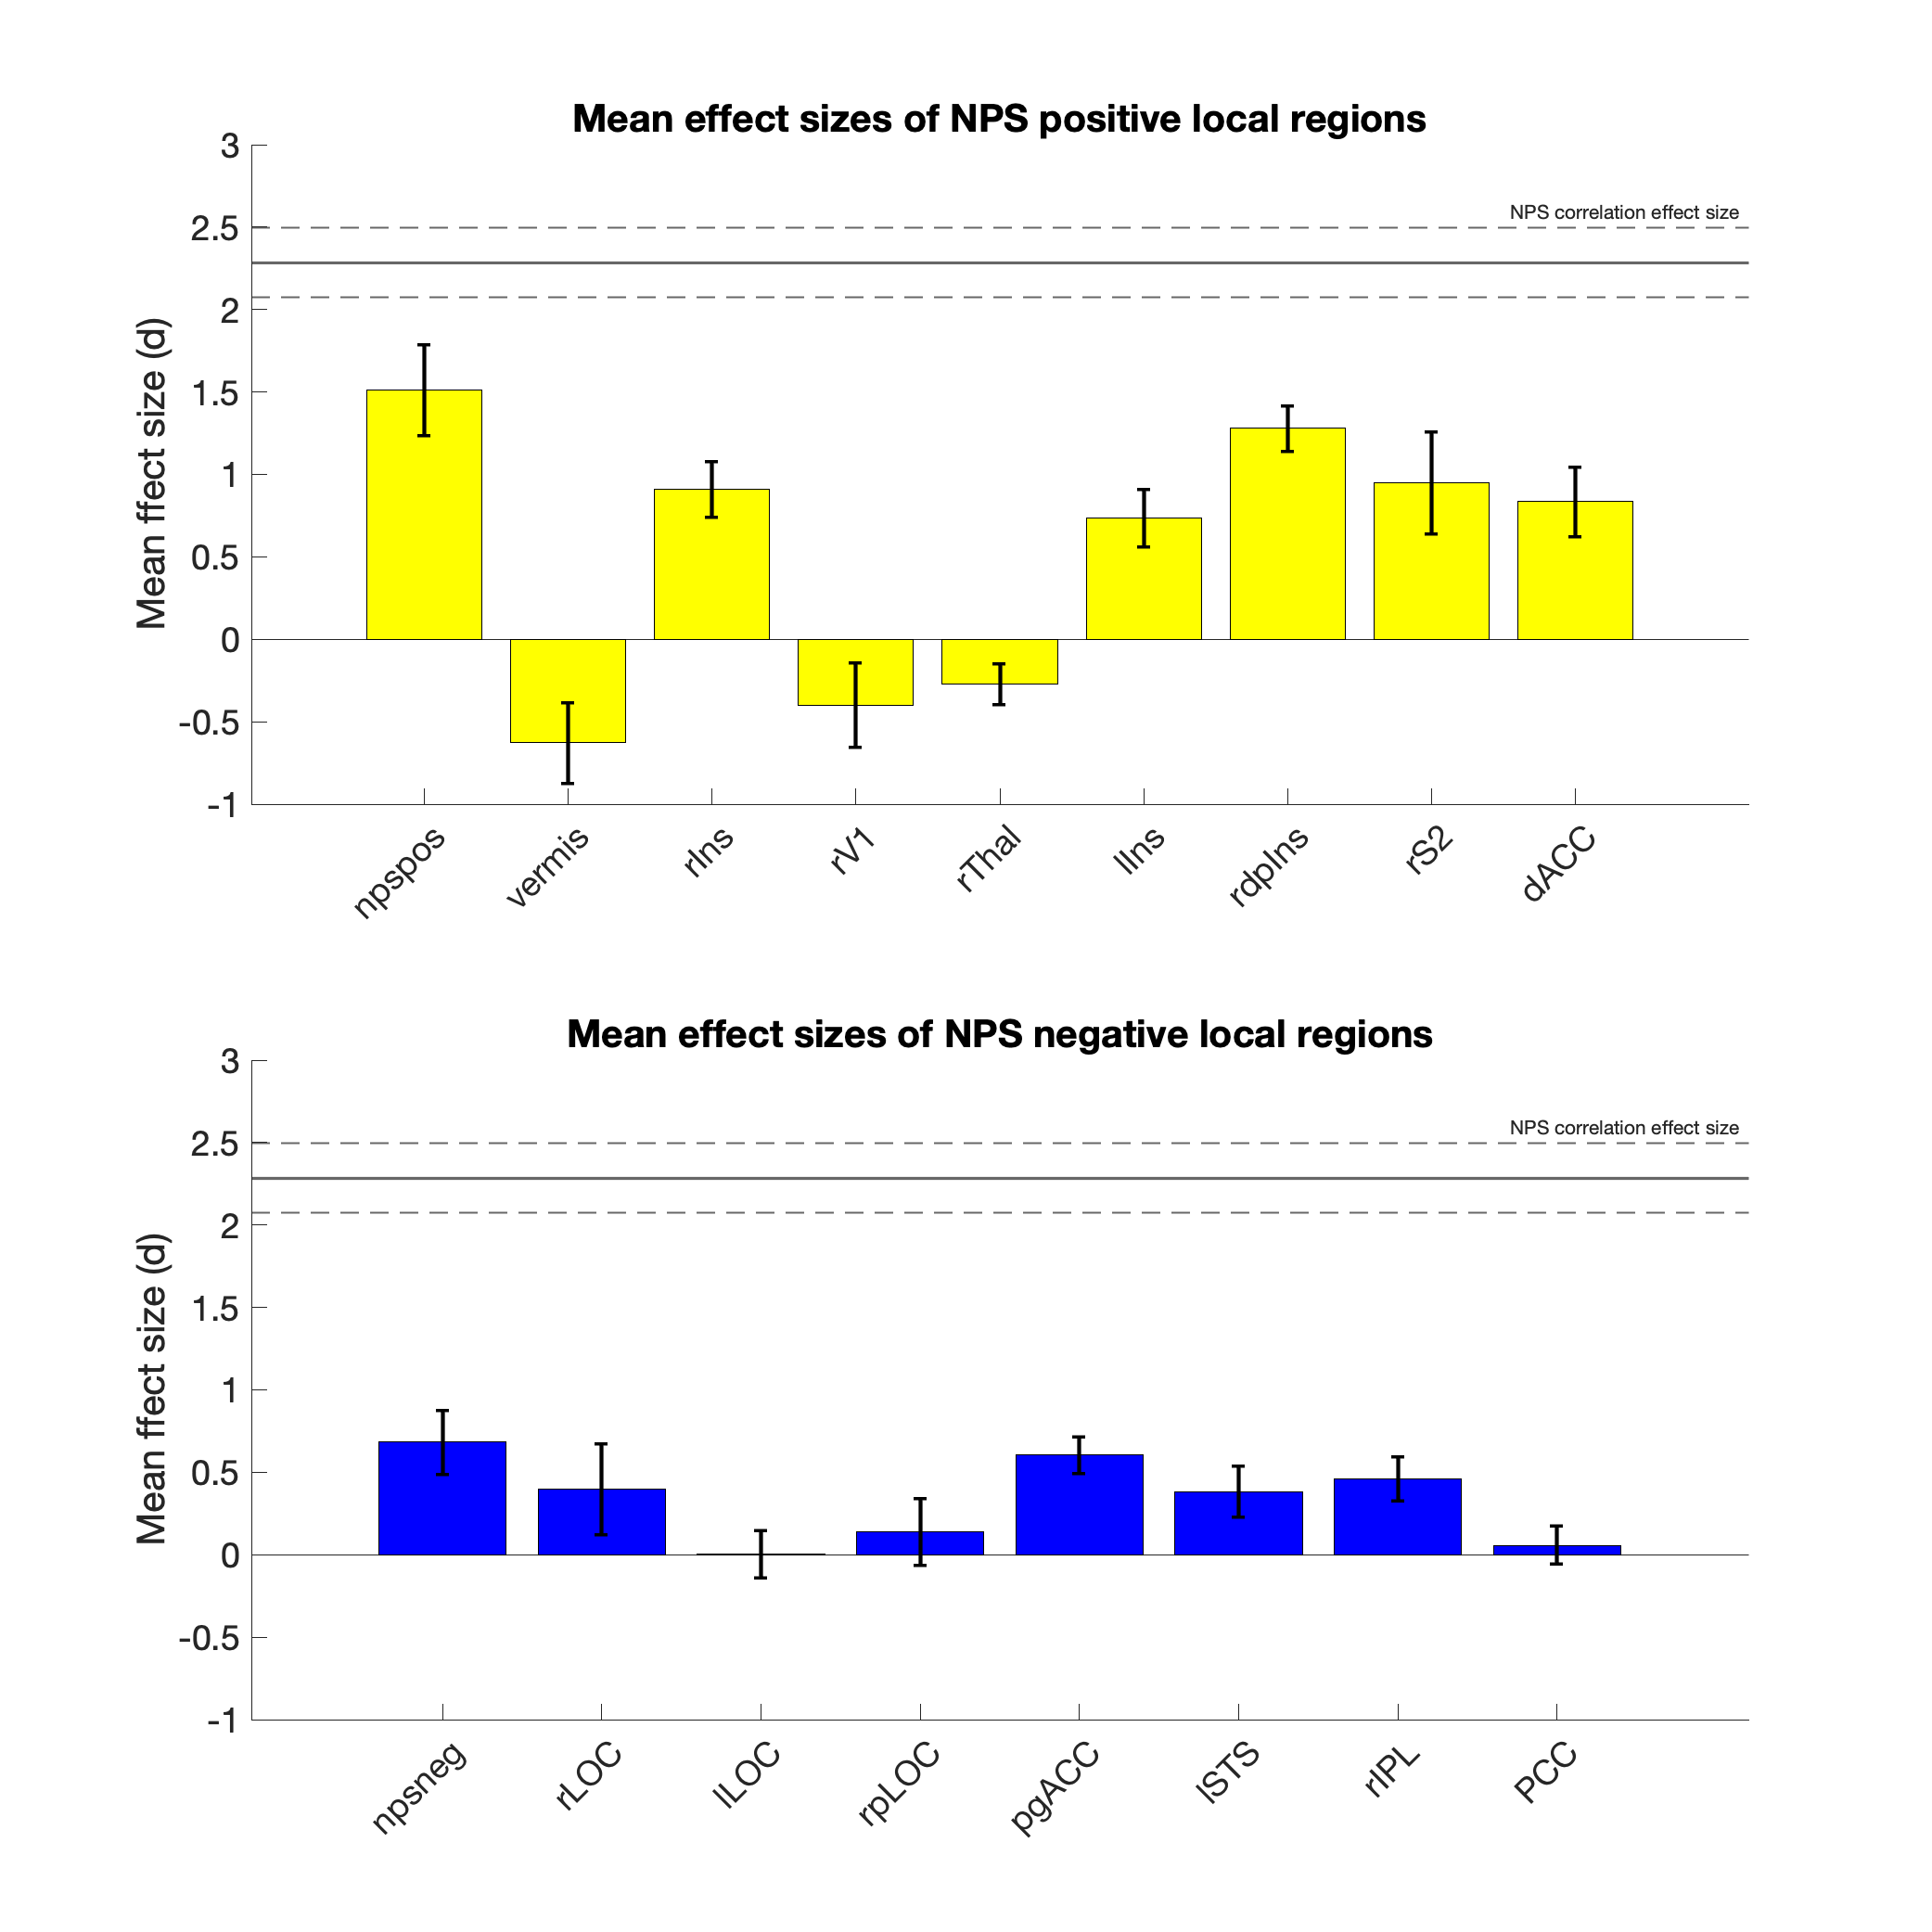 Mean effect sizes of NPS positive local regions
3
2.5
2
1.5
1
0.5
0
-0.5
-1
Mean ffect size (d)
NPS correlation effect size
npspos
vermis
rIns
rV1
rThal
lIns
rdpIns
rS2
dACC
Mean effect sizes of NPS negative local regions
3
2.5
2
1.5
1
0.5
0
-0.5
-1
Mean ffect size (d)
NPS correlation effect size
npsneg
rLOC
lLOC
rpLOC
pgACC
lSTS
rIPL
PCC